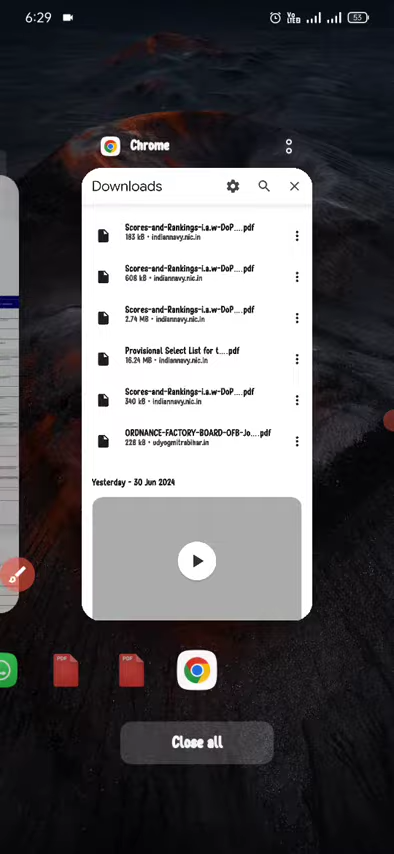 6:29
Vo LTE 53
Chrome
Downloads
Scores-and-Rankings-i.a.w-DoP....pdf
183 kB • indiannavy.nic.in
Scores-and-Rankings-i.a.w-DoP....pdf
608 kB • indiannavy.nic.in
Scores-and-Rankings-i.a.w-DoP....pdf
2.74 MB • indiannavy.nic.in
Provisional Select List for t....pdf
16.24 MB • indiannavy.nic.in
Scores-and-Rankings-i.a.w-DoP....pdf
340 kB • indiannavy.nic.in
ORDNANCE-FACTORY-BOARD-OFB-Jo....pdf
228 kB • udyogmitrabihar.in
Yesterday - 30 Jun 2024
PDF PDF
Close all